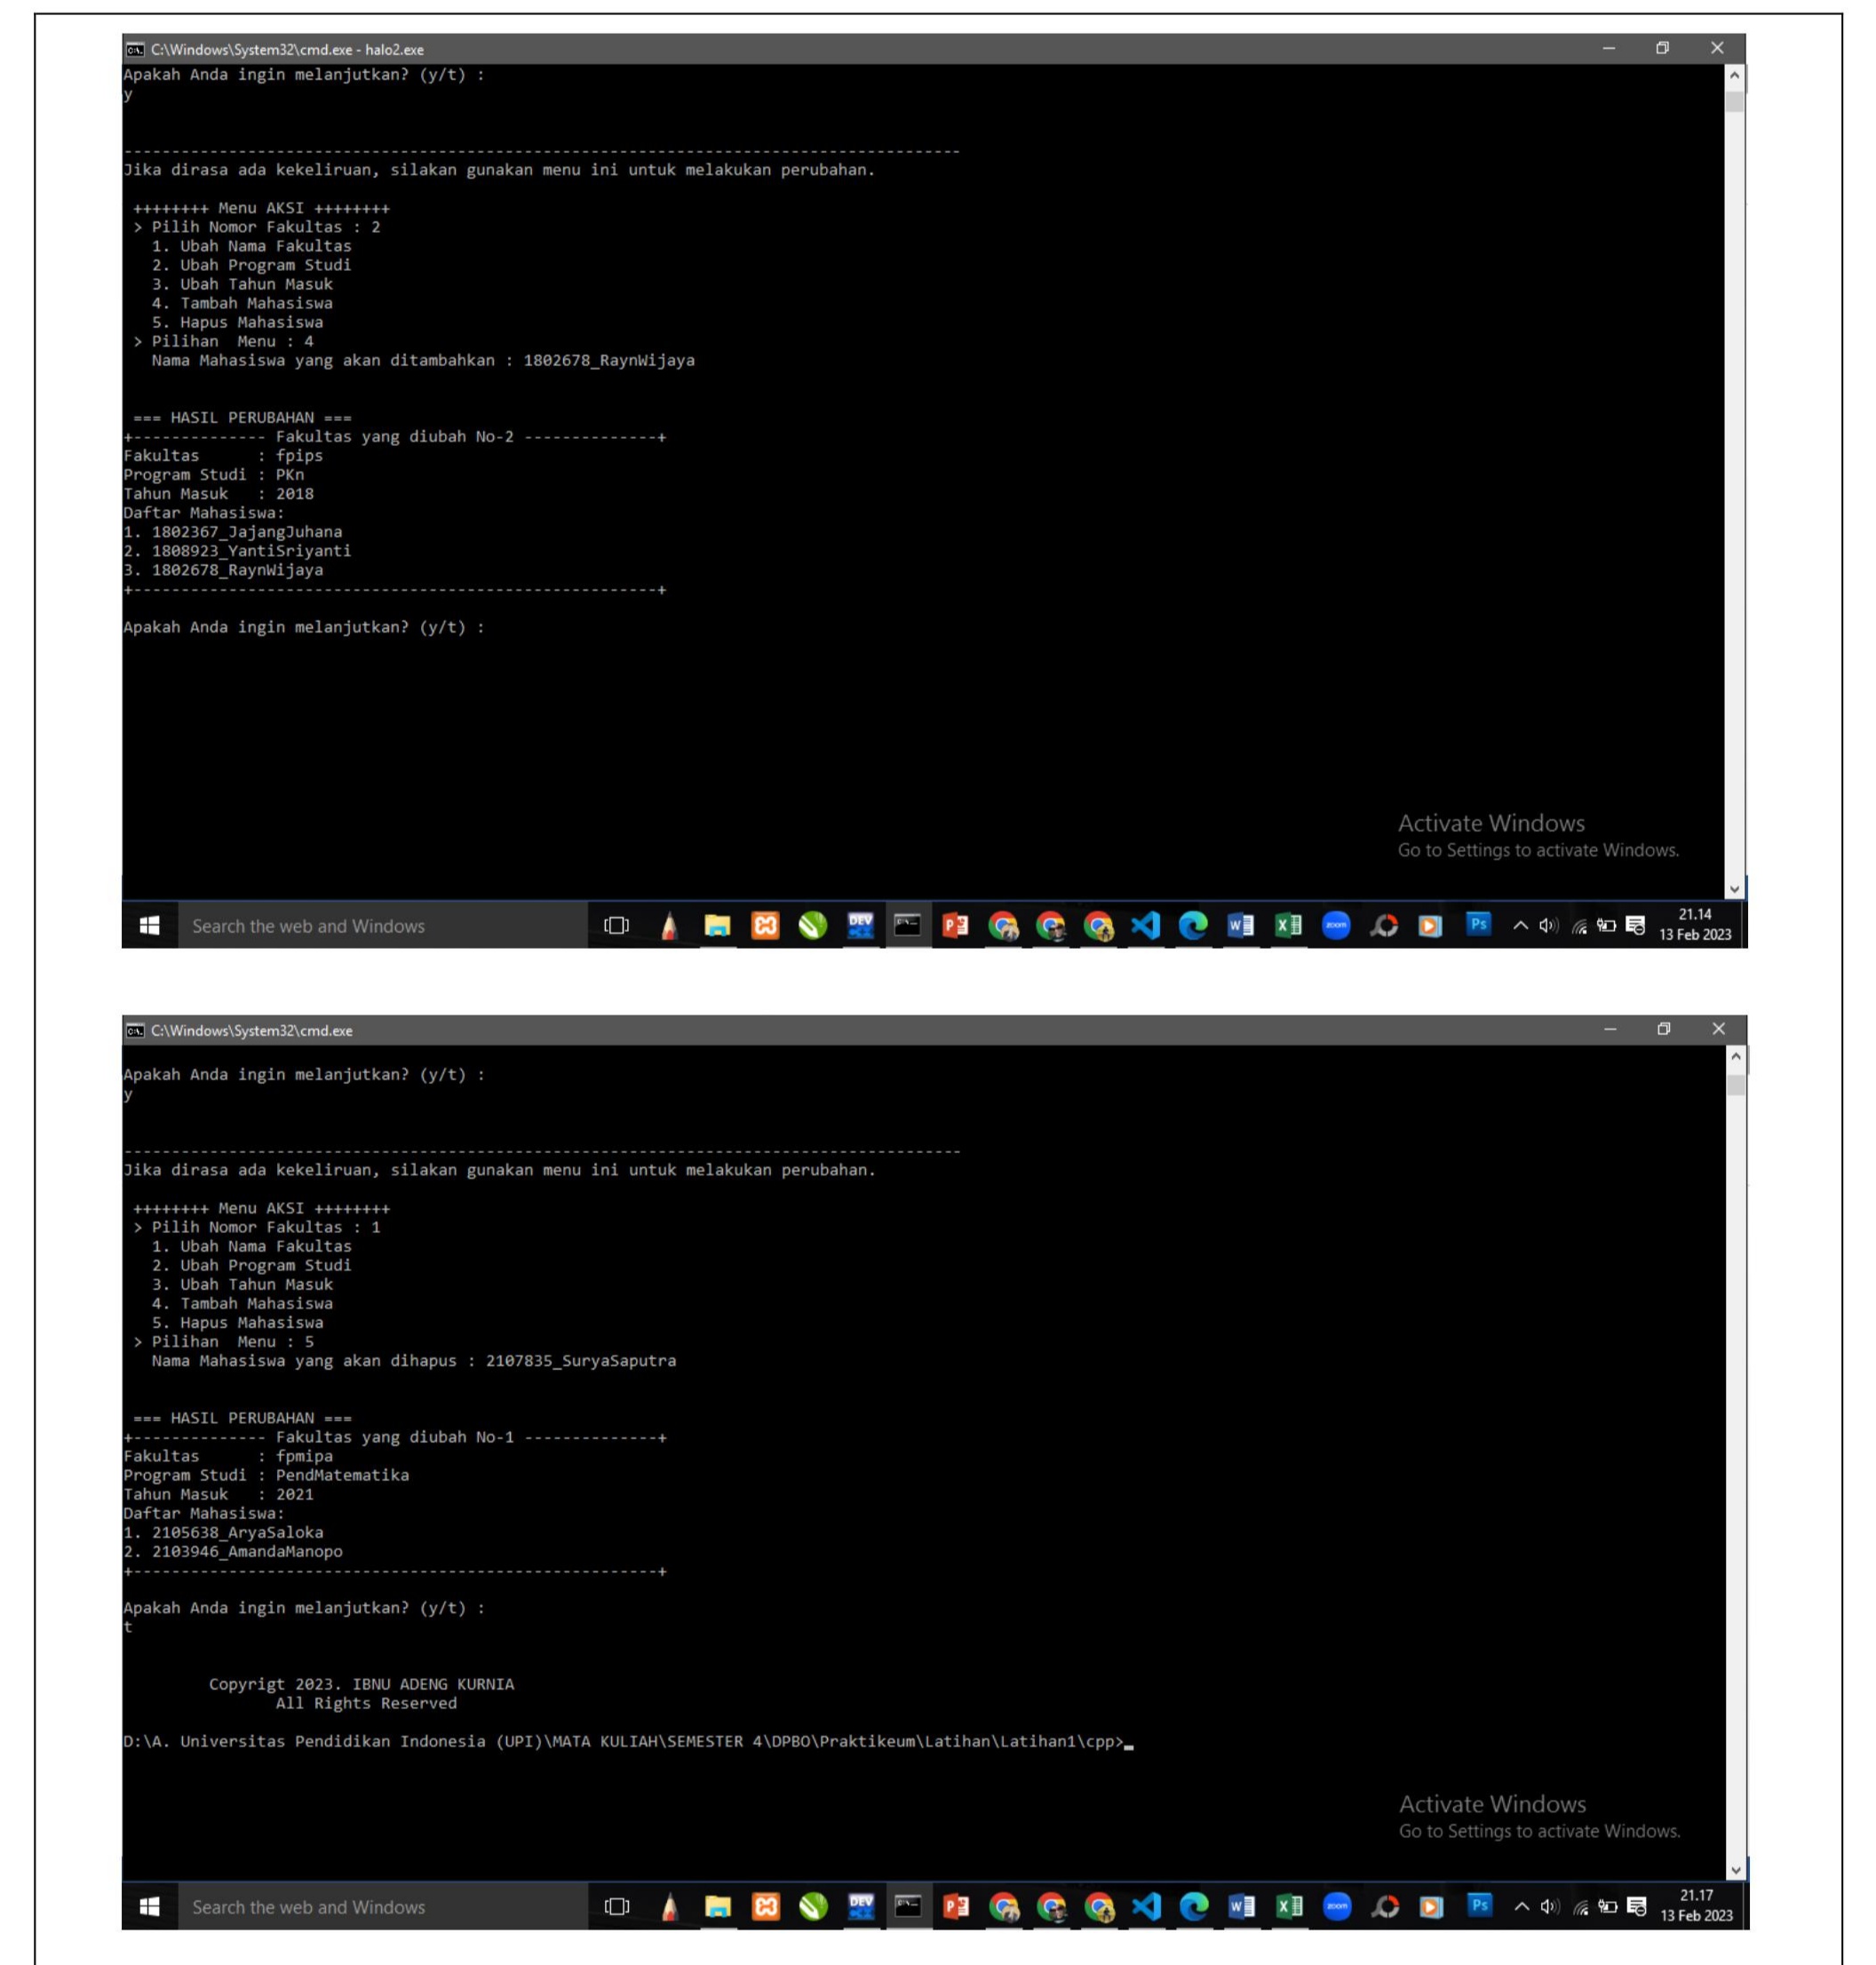 C:\Windows\System32\cmd.exe - halo2.exe
Apakah Anda ingin melanjutkan? (y/t) :
y
-----------------------------------------------------------------------------------------
Jika dirasa ada kekeliruan, silakan gunakan menu ini untuk melakukan perubahan.
++++++++ Menu AKSI ++++++++
> Pilih Nomor Fakultas : 2
1. Ubah Nama Fakultas
2. Ubah Program Studi
3. Ubah Tahun Masuk
4. Tambah Mahasiswa
5. Hapus Mahasiswa
> Pilihan  Menu : 4
Nama Mahasiswa yang akan ditambahkan : 1802678_RaynWijaya
=== HASIL PERUBAHAN ===
+-------------- Fakultas yang diubah No-2 --------------+
Fakultas      : fpips
Program Studi : PKn
Tahun Masuk   : 2018
Daftar Mahasiswa:
1. 1802367_JajangJuhana
2. 1808923_YantiSriyanti
3. 1802678_RaynWijaya
+-------------------------------------------------------+
Apakah Anda ingin melanjutkan? (y/t) :
Activate Windows
Go to Settings to activate Windows.
Search the web and Windows
DEV
zoom
Ps
21.14
13 Feb 2023
C:\Windows\System32\cmd.exe
Apakah Anda ingin melanjutkan? (y/t) :
y
-----------------------------------------------------------------------------------------
Jika dirasa ada kekeliruan, silakan gunakan menu ini untuk melakukan perubahan.
++++++++ Menu AKSI ++++++++
> Pilih Nomor Fakultas : 1
1. Ubah Nama Fakultas
2. Ubah Program Studi
3. Ubah Tahun Masuk
4. Tambah Mahasiswa
5. Hapus Mahasiswa
> Pilihan  Menu : 5
Nama Mahasiswa yang akan dihapus : 2107835_SuryaSaputra
=== HASIL PERUBAHAN ===
+-------------- Fakultas yang diubah No-1 --------------+
Fakultas      : fpmipa
Program Studi : PendMatematika
Tahun Masuk   : 2021
Daftar Mahasiswa:
1. 2105638_AryaSaloka
2. 2103946_AmandaManopo
+-------------------------------------------------------+
Apakah Anda ingin melanjutkan? (y/t) :
t
Copyrigt 2023. IBNU ADENG KURNIA
All Rights Reserved
D:\A. Universitas Pendidikan Indonesia (UPI)\MATA KULIAH\SEMESTER 4\DPBO\Praktikeum\Latihan\Latihan1\cpp>_
Activate Windows
Go to Settings to activate Windows.
Search the web and Windows
DEV
zoom
Ps
21.17
13 Feb 2023